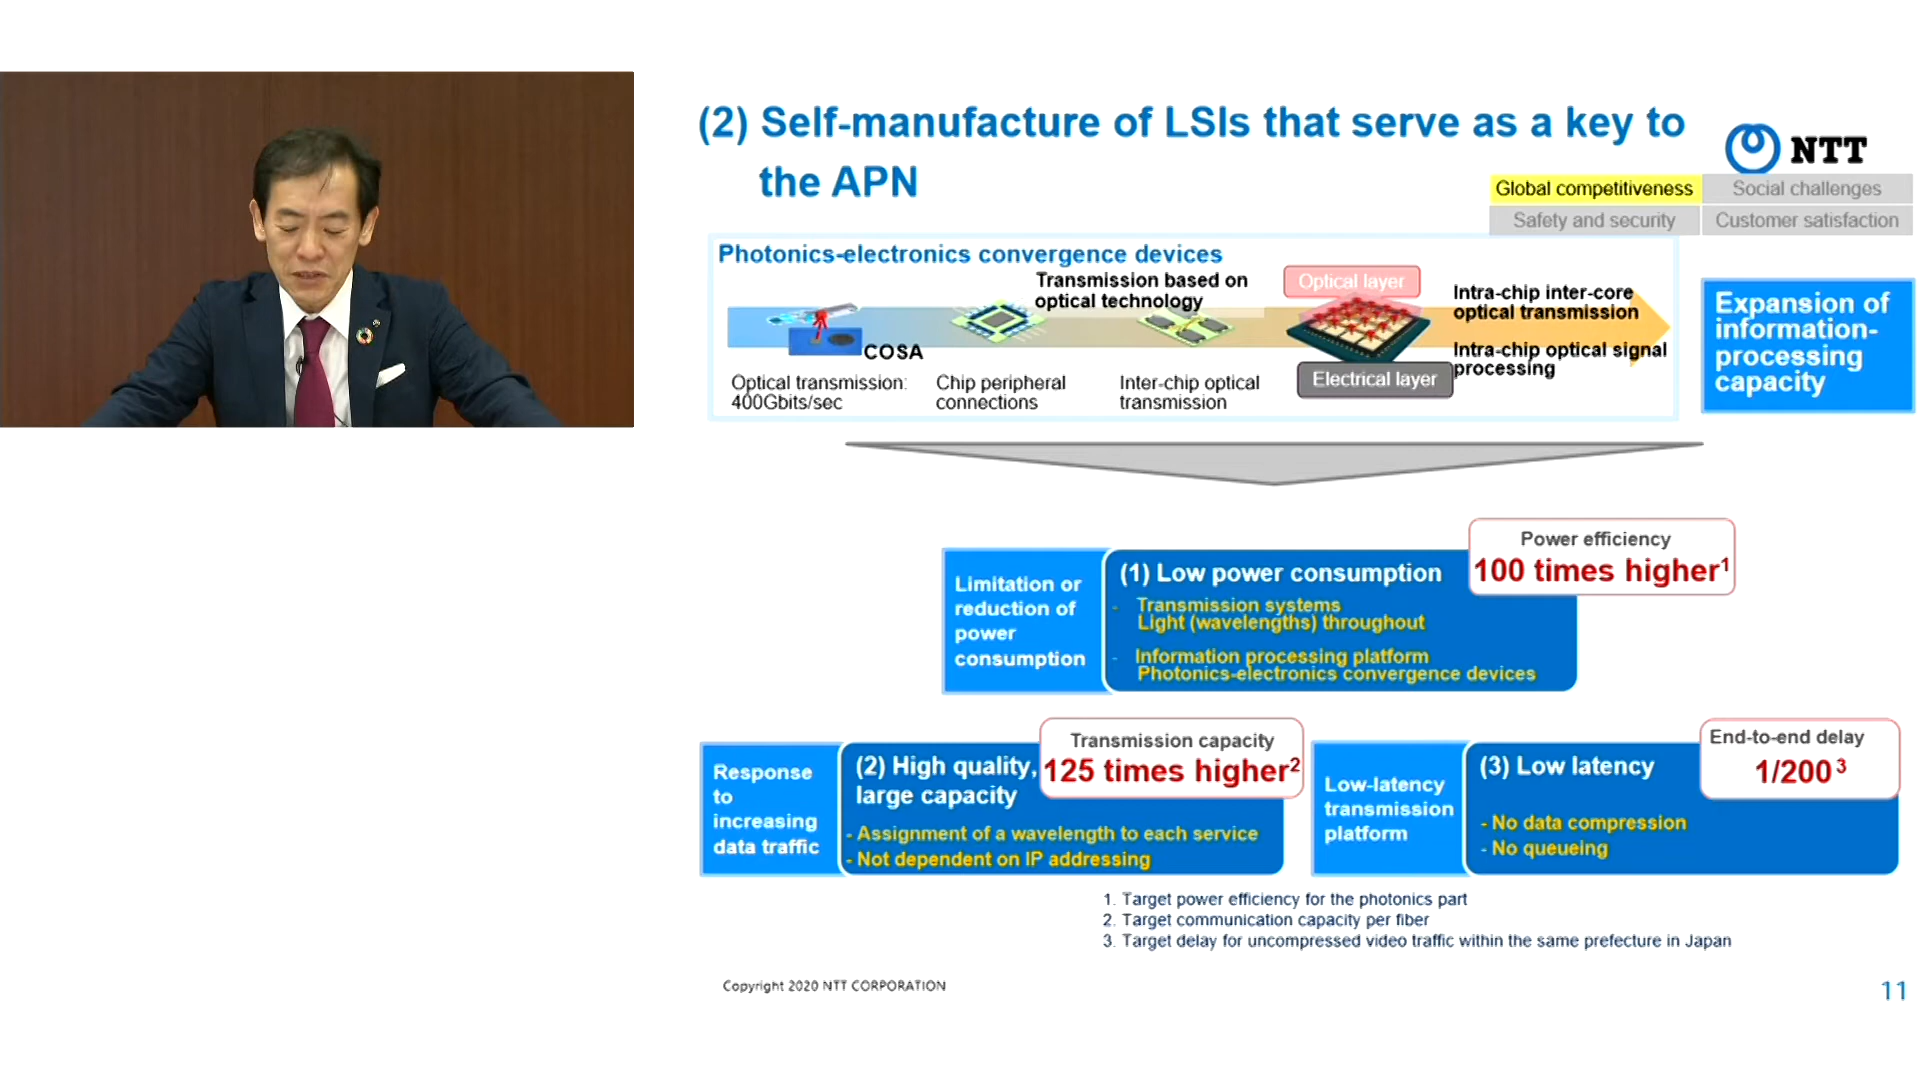 (2) Self-manufacture of LSIs that serve as a key to
the APN
NTT
Global competitiveness
Social challenges
Safety and security
Customer satisfaction
Photonics-electronics convergence devices
Transmission based on
optical technology
Optical layer
Intra-chip inter-core
optical transmission
COSA
Intra-chip optical signal
processing
Electrical layer
Optical transmission:
400Gbits/sec
Chip peripheral
connections
Inter-chip optical
transmission
Expansion of
information-
processing
capacity
Power efficiency
100 times higher1
Limitation or
reduction of
power
consumption
(1) Low power consumption
- Transmission systems
Light (wavelengths) throughout
- Information processing platform
Photonics-electronics convergence devices
Response
to
increasing
data traffic
(2) High quality,
large capacity
Transmission capacity
125 times higher2
- Assignment of a wavelength to each service
- Not dependent on IP addressing
Low-latency
transmission
platform
(3) Low latency
End-to-end delay
1/200 3
- No data compression
- No queueing
1. Target power efficiency for the photonics part
2. Target communication capacity per fiber
3. Target delay for uncompressed video traffic within the same prefecture in Japan
Copyright 2020 NTT CORPORATION
11